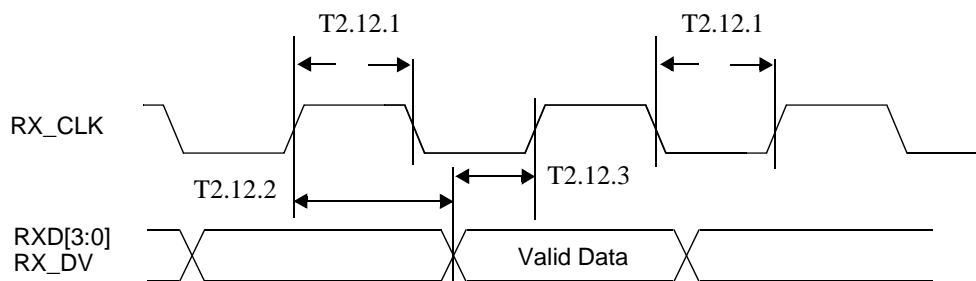 T2.12.1 T2.12.1
RX_CLK
T2.12.2 T2.12.3
RXD[3:0]
RX_DV Valid Data